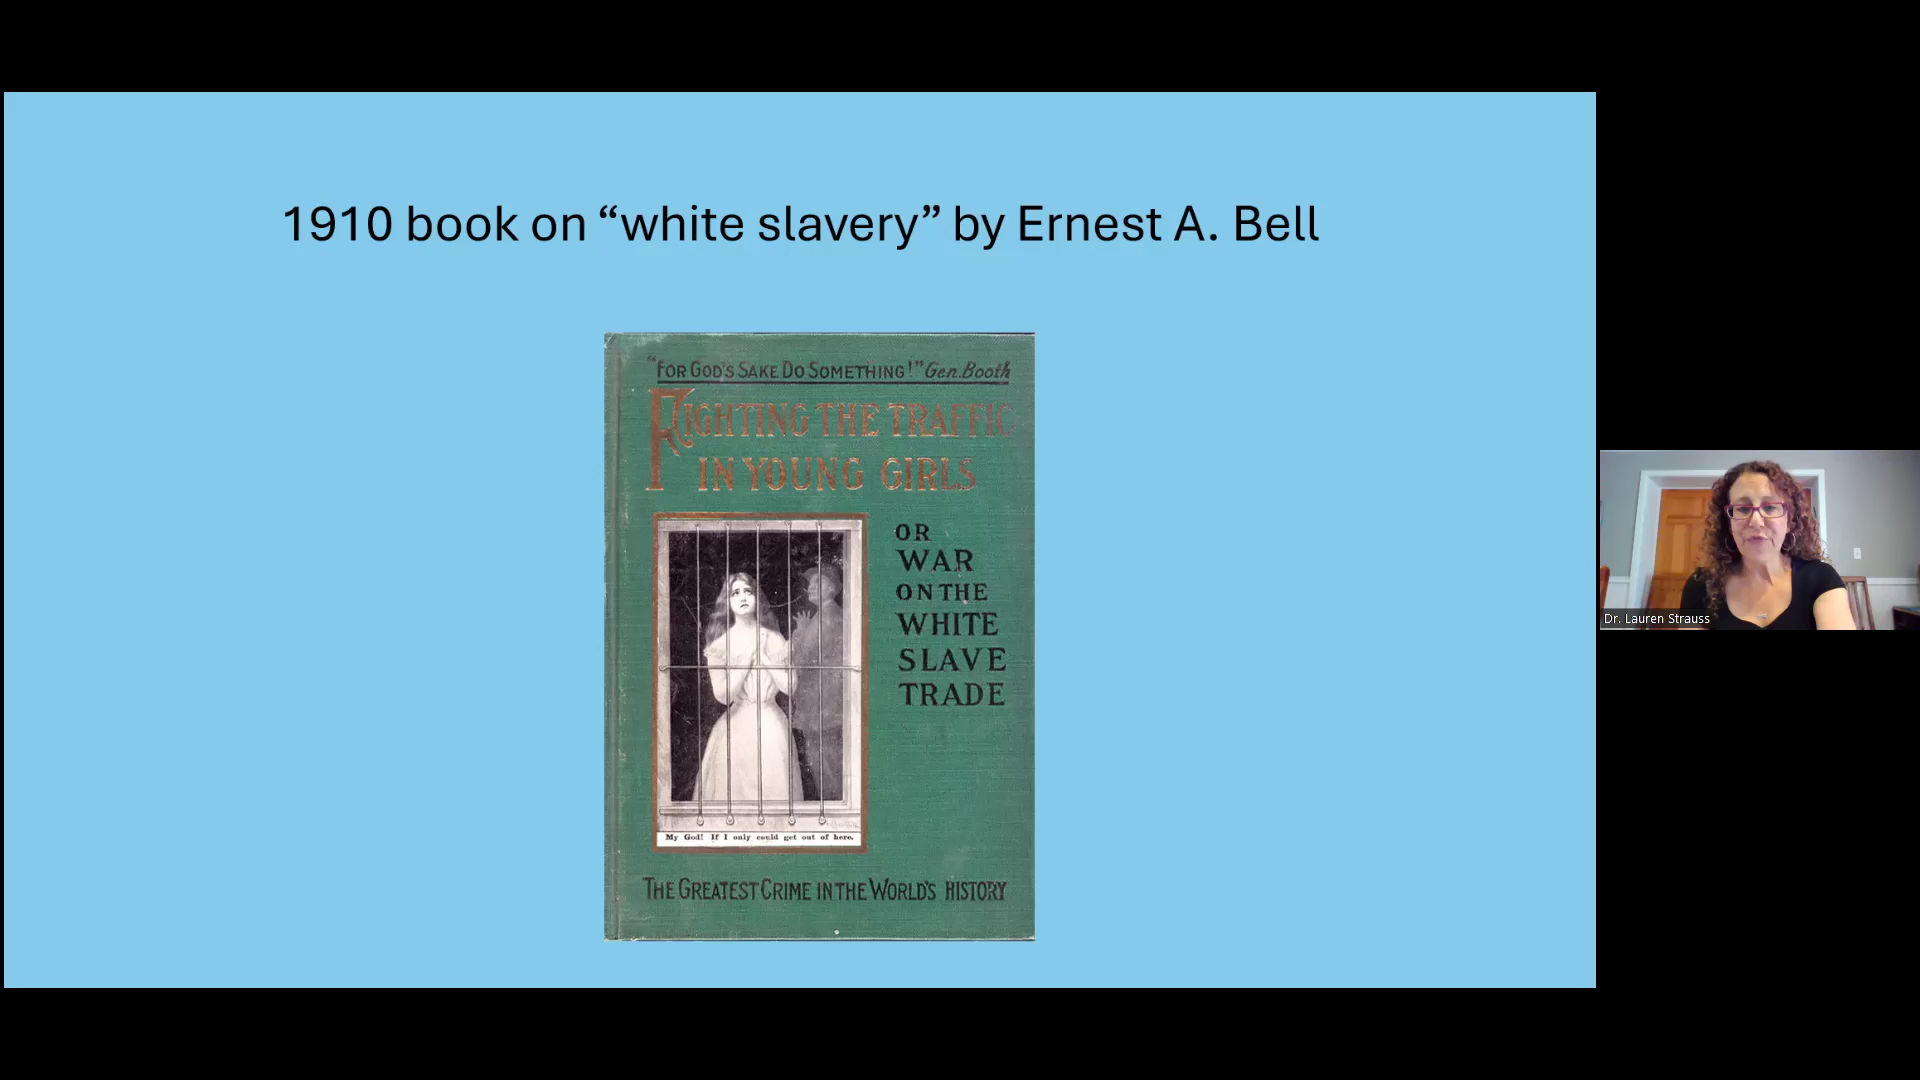 1910 book on “white slavery” by Ernest A. Bell
“FOR GOD'S SAKE DO SOMETHING!” Gen. Booth
FIGHTING THE TRAFFIC
IN YOUNG GIRLS
OR
WAR
ON THE
WHITE
SLAVE
TRADE
My God! If I only could get out of here.
THE GREATEST CRIME IN THE WORLD'S HISTORY
Dr. Lauren Strauss